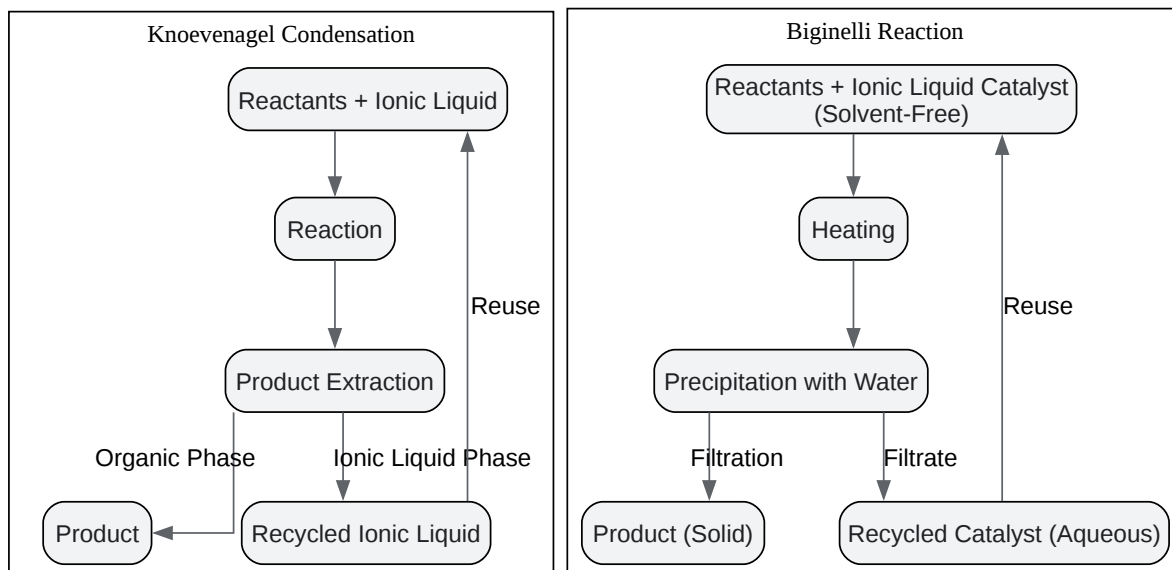 Knoevenagel Condensation
Reactants + Ionic Liquid
Reaction
Reuse
Product Extraction
Organic Phase
Ionic Liquid Phase
Product
Recycled Ionic Liquid
Biginelli Reaction
Reactants + Ionic Liquid Catalyst
(Solvent-Free)
Heating
Reuse
Precipitation with Water
Filtration
Filtrate
Product (Solid)
Recycled Catalyst (Aqueous)